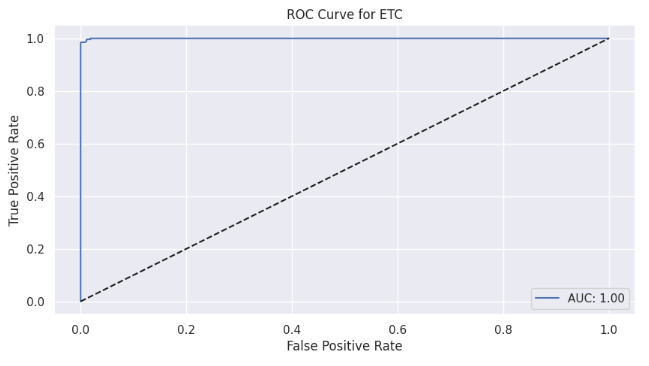 ROC Curve for ETC
True Positive Rate
1.0
0.8
0.6
0.4
0.2
0.0
AUC: 1.00
0.0 0.2 0.4 0.6 0.8 1.0
False Positive Rate